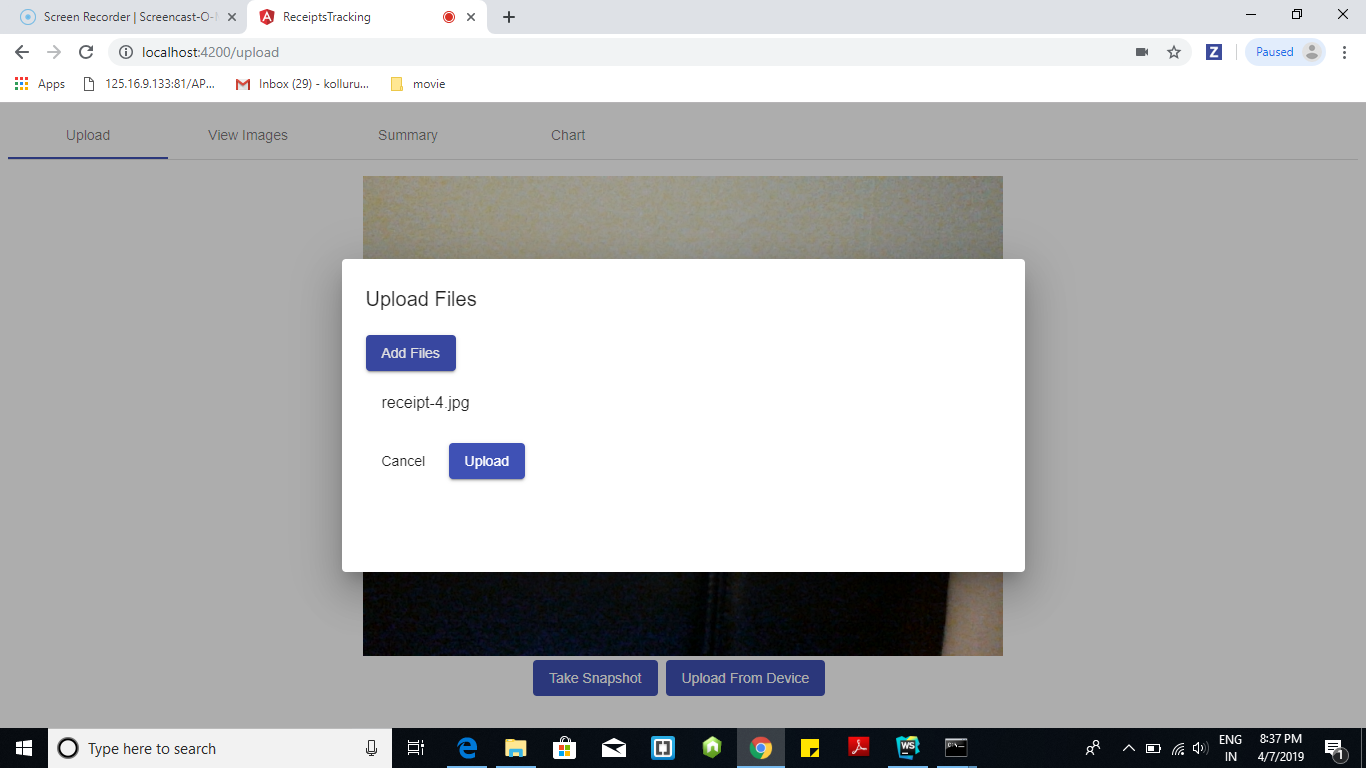 Screen Recorder | Screencast-O-M
ReceiptsTracking
localhost:4200/upload
Z
Paused
Apps
125.16.9.133:81/AP...
Inbox (29) - kolluru...
movie
Upload
View Images
Summary
Chart
Upload Files
Add Files
receipt-4.jpg
Cancel
Upload
Take Snapshot
Upload From Device
Type here to search
WS
ENG
IN
8:37 PM
4/7/2019
1